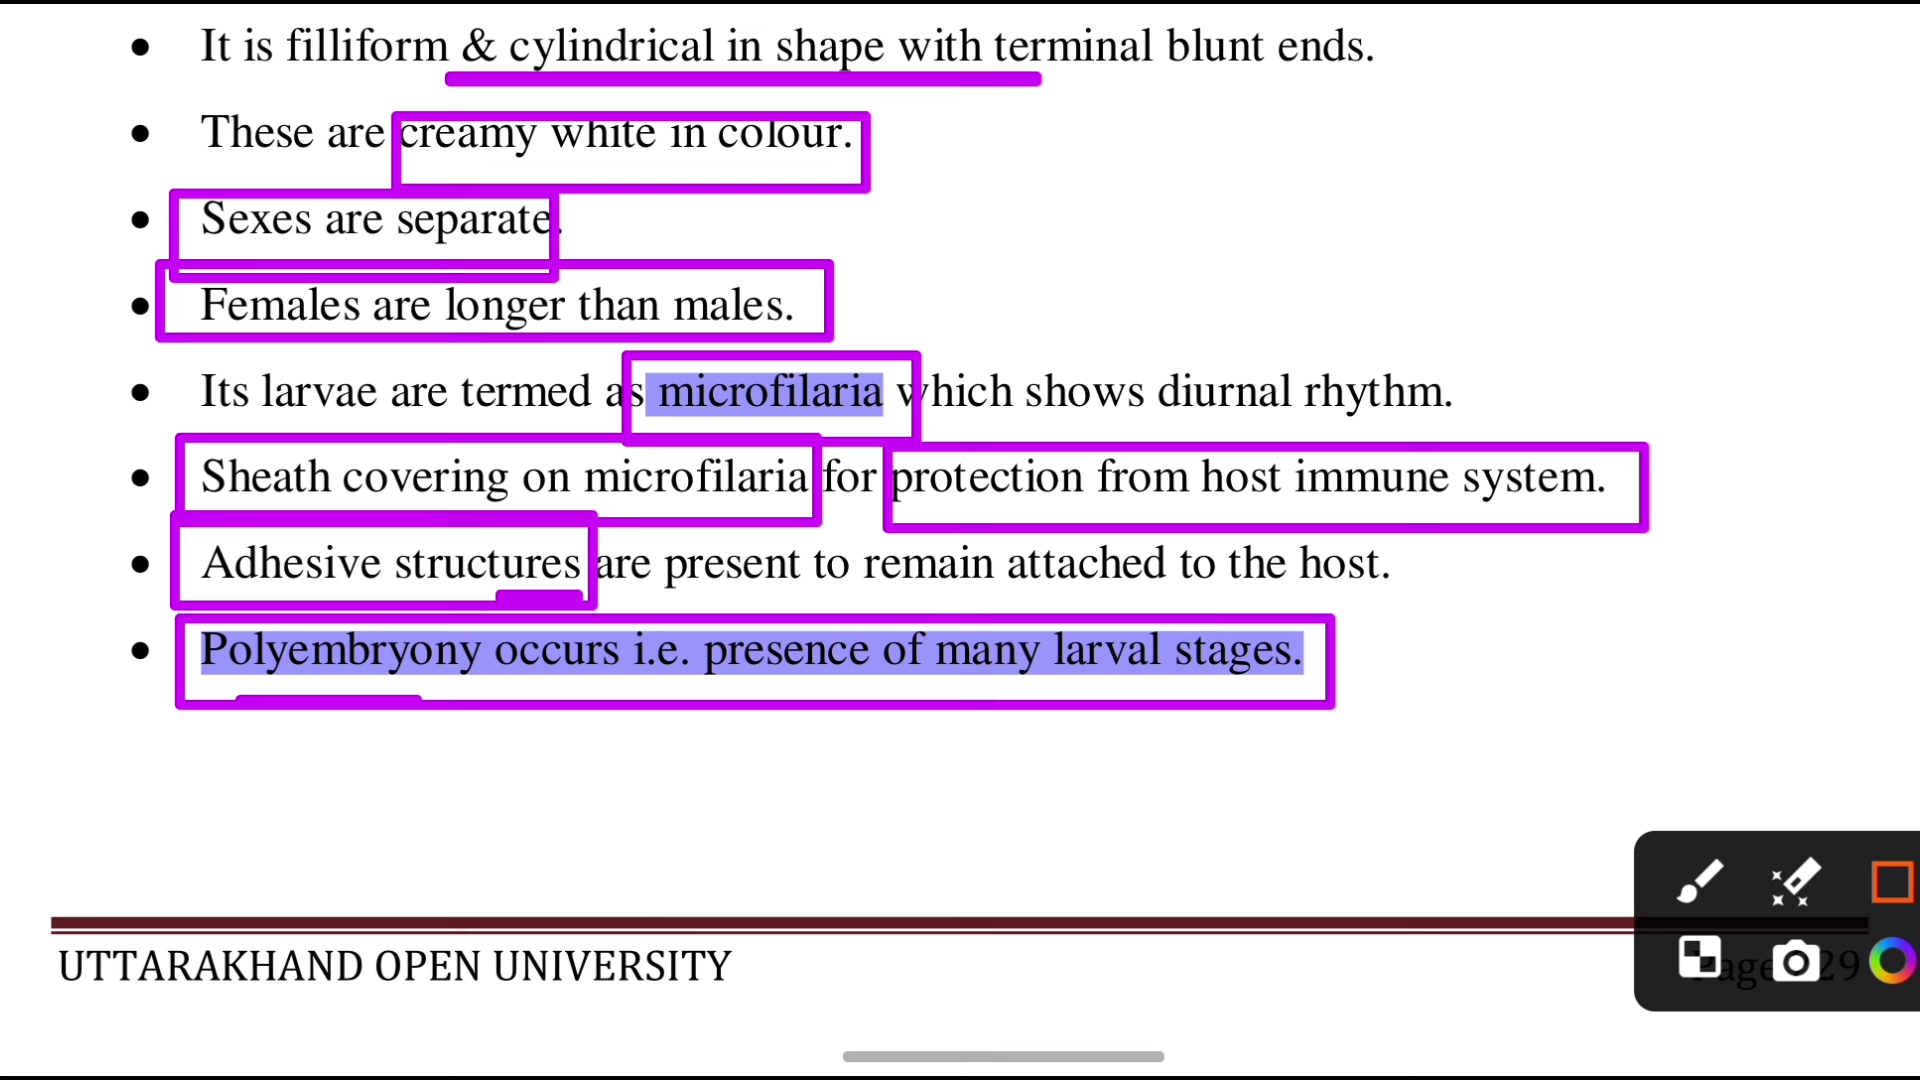 • It is filliform & cylindrical in shape with terminal blunt ends.
• These are creamy white in colour.
• Sexes are separate.
• Females are longer than males.
• Its larvae are termed as microfilaria which shows diurnal rhythm.
• Sheath covering on microfilaria for protection from host immune system.
• Adhesive structures are present to remain attached to the host.
• Polyembryony occurs i.e. presence of many larval stages.
UTTARAKHAND OPEN UNIVERSITY